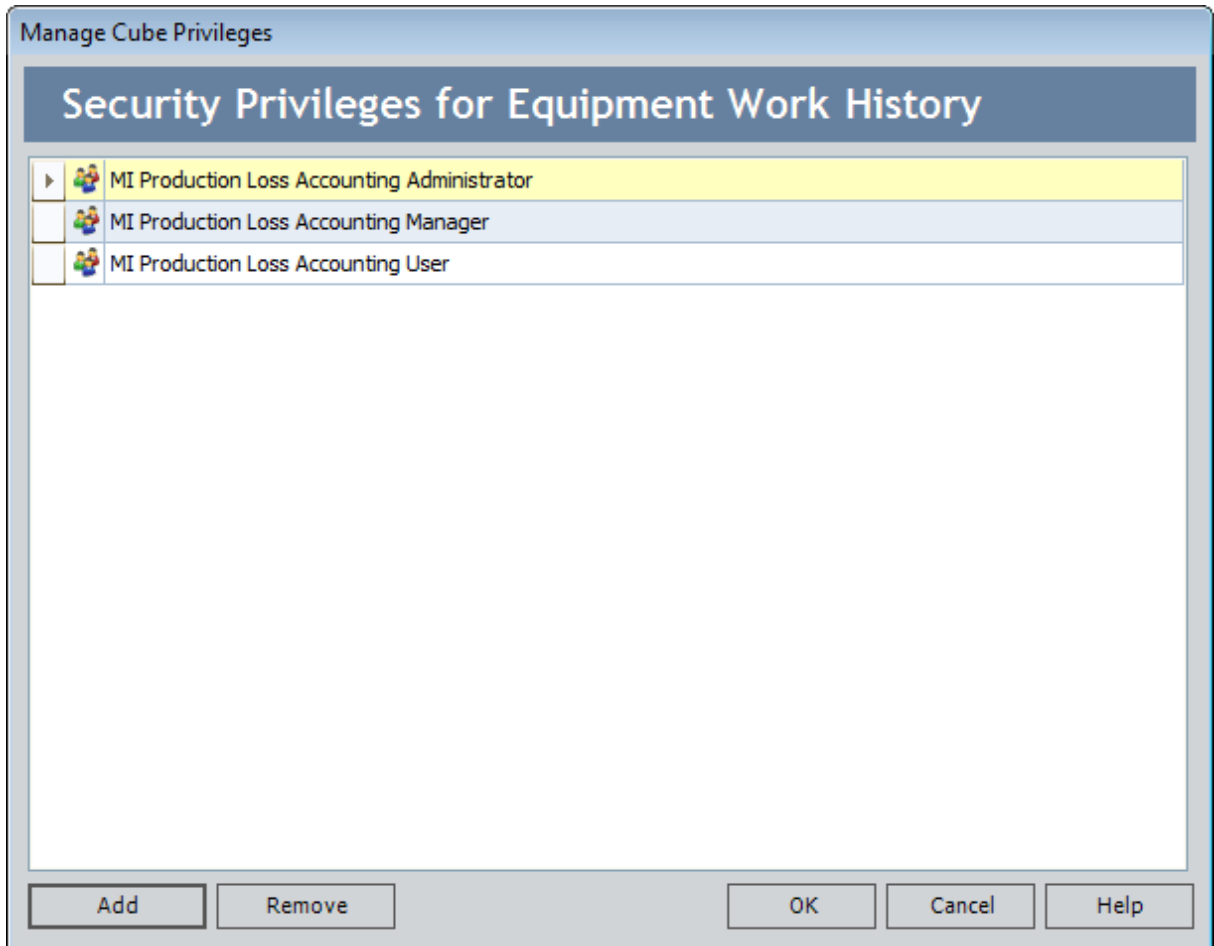 Manage Cube Privileges
Security Privileges for Equipment Work History
MI Production Loss Accounting Administrator
MI Production Loss Accounting Manager
MI Production Loss Accounting User
Add Remove OK Cancel Help